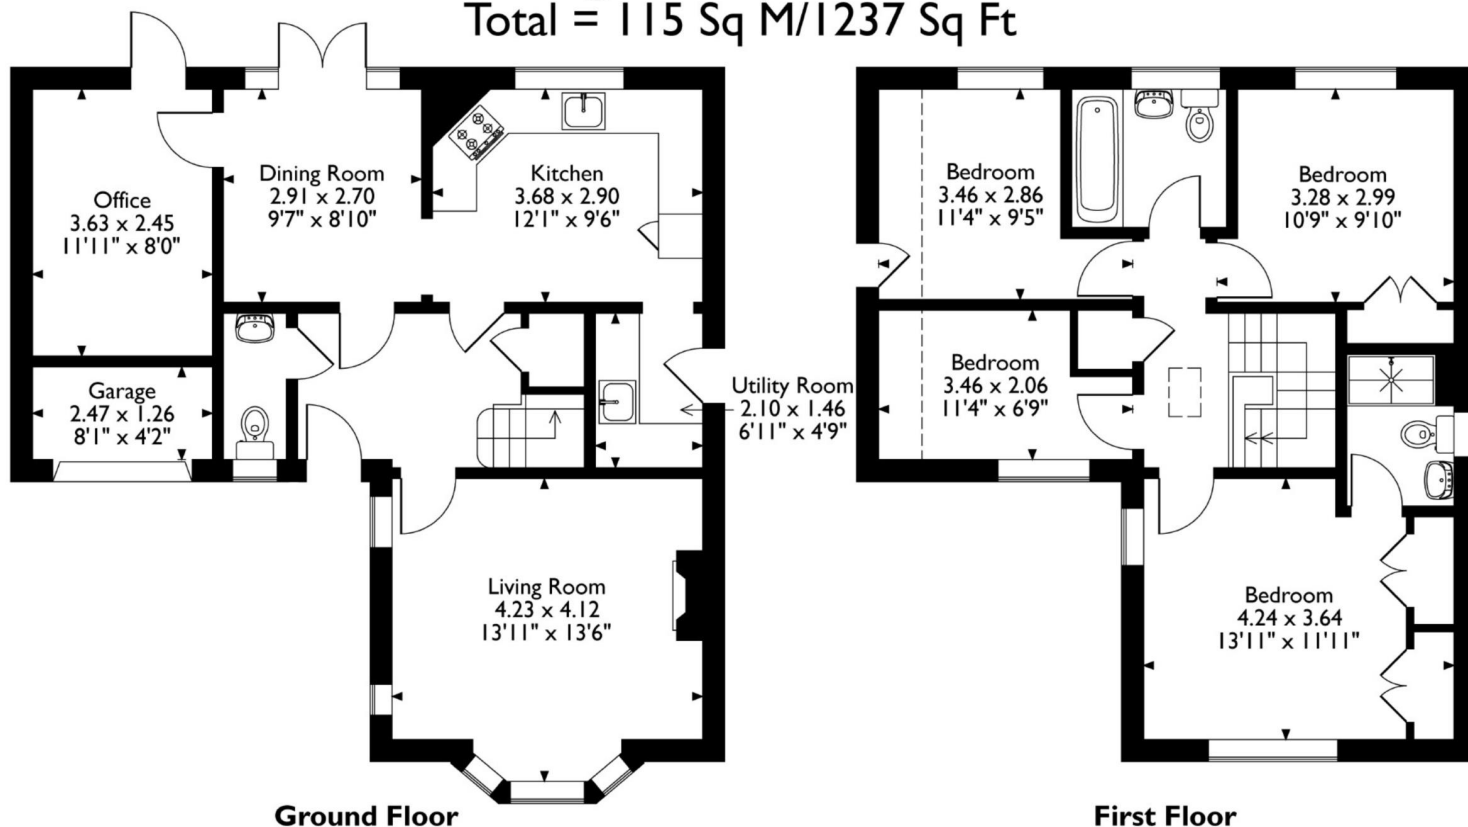 Total = 115 Sq M/1237 Sq Ft
Office
3.63 x 2.45
11'11" x 8'0"
Dining Room
2.91 x 2.70
9'7" x 8'10"
Kitchen
3.68 x 2.90
12'1" x 9'6"
Garage
2.47 x 1.26
8'1" x 4'2"
Utility Room
2.10 x 1.46
6'11" x 4'9"
Living Room
4.23 x 4.12
13'11" x 13'6"
Ground Floor
Bedroom
3.46 x 2.86
11'4" x 9'5"
Bedroom
3.28 x 2.99
10'9" x 9'10"
Bedroom
3.46 x 2.06
11'4" x 6'9"
Bedroom
4.24 x 3.64
13'11" x 11'11"
First Floor